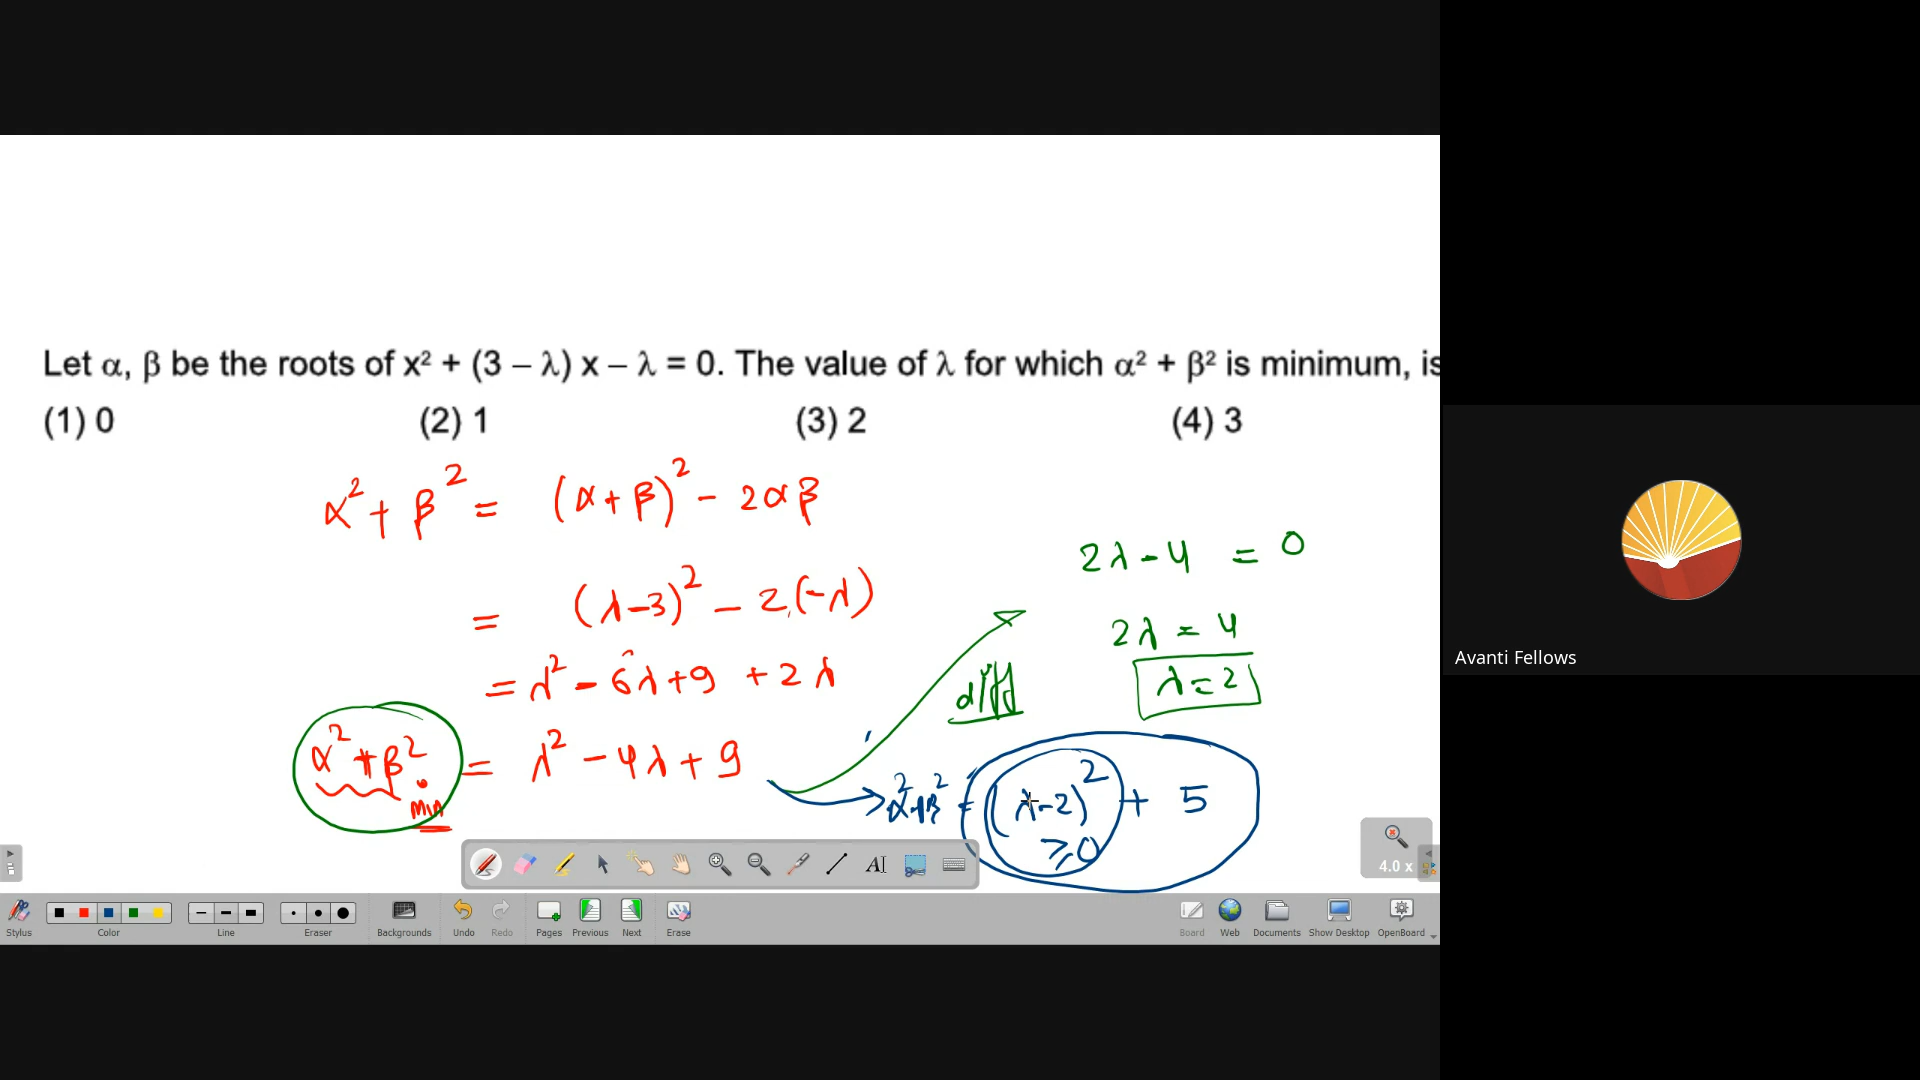 Let α, β be the roots of x² + (3 – λ) x – λ = 0. The value of λ for which α² + β² is minimum, is
(1) 0 (2) 1 (3) 2 (4) 3
α² + β² = (α + β)² - 2αβ
= (λ-3)² - 2.(-λ)
= λ² - 6λ + 9 + 2λ
α² + β² = λ² - 4λ + 9
min
diff
2λ - 4 = 0
2λ = 4
λ = 2
α²+β² = (λ-2)² + 5
≥0
Avanti Fellows
4.0 x
Stylus Color Line Eraser Backgrounds Undo Redo Pages Previous Next Erase Board Web Documents Show Desktop OpenBoard